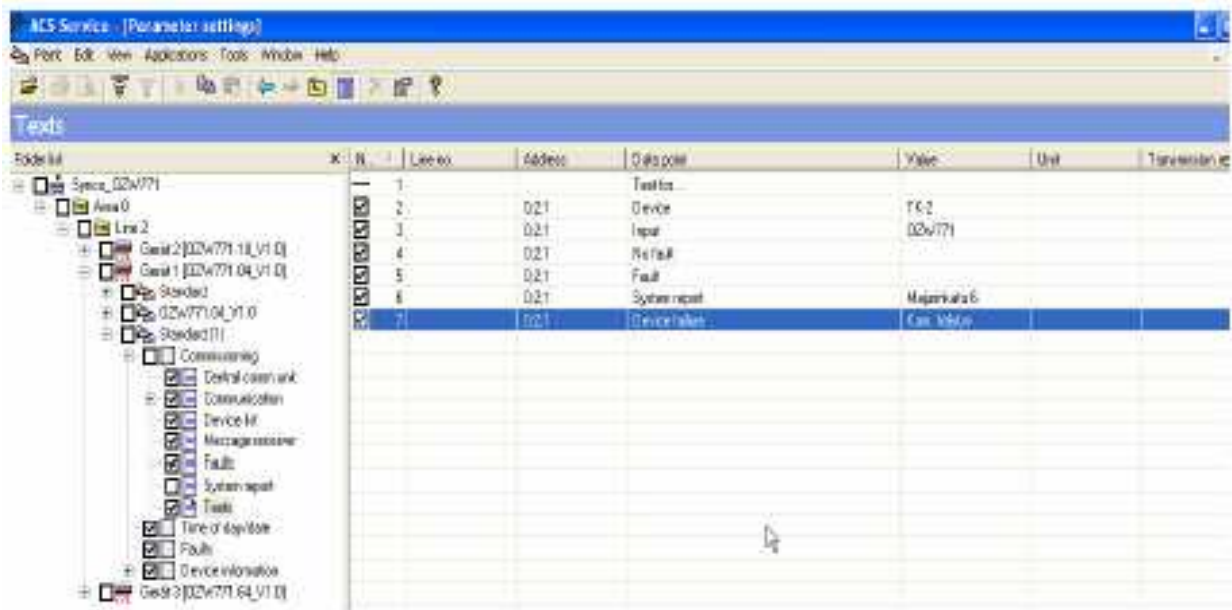 ACS Service - [Parameter settings]
Plant Edit View Applications Tools Window Help
Texts
Folder list
N... Line no. Address Data point Value Unit Transmission
Synco_OZW771
Area 0
Line 2
Gerät 2 [OZW771.10_V1.0]
Gerät 1 [OZW771.04_V1.0]
Standard
OZW771.04_V1.0
Standard [1]
Commissioning
Central comm unit
Communication
Device list
Message receiver
Faults
System report
Texts
Time of day/date
Faults
Device information
Gerät 3 [OZW771.64_V1.0]
1 Text for...
2 0.2.1 Device TK-2
3 0.2.1 Input OZW771
4 0.2.1 No fault
5 0.2.1 Fault
6 0.2.1 System report
7 0.2.1 Device failure